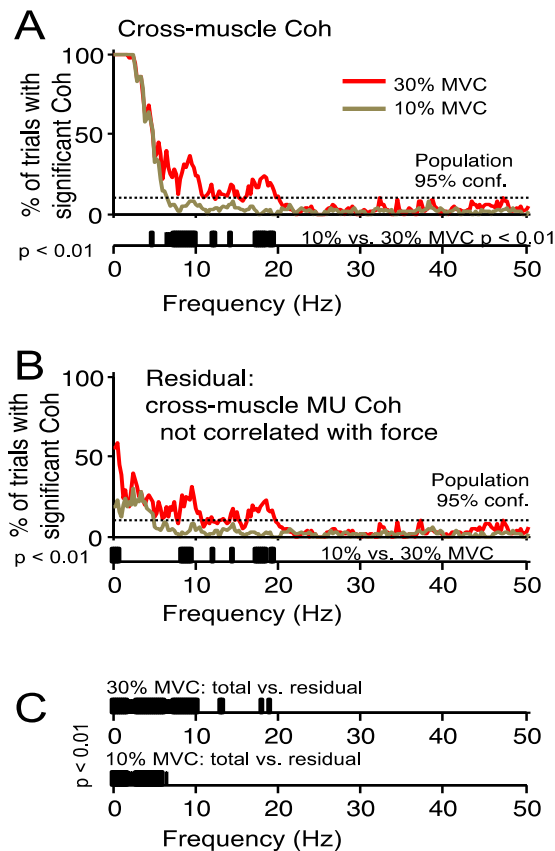 A
Cross-muscle Coh
% of trials with
significant Coh
100
50
0
30% MVC
10% MVC
Population
95% conf.
p < 0.01
10% vs. 30% MVC p < 0.01
0 10 20 30 40 50
Frequency (Hz)
B
Residual:
cross-muscle MU Coh
not correlated with force
% of trials with
significant Coh
100
50
0
Population
95% conf.
p < 0.01
10% vs. 30% MVC
0 10 20 30 40 50
Frequency (Hz)
C
p < 0.01
30% MVC: total vs. residual
0 10 20 30 40 50
10% MVC: total vs. residual
0 10 20 30 40 50
Frequency (Hz)